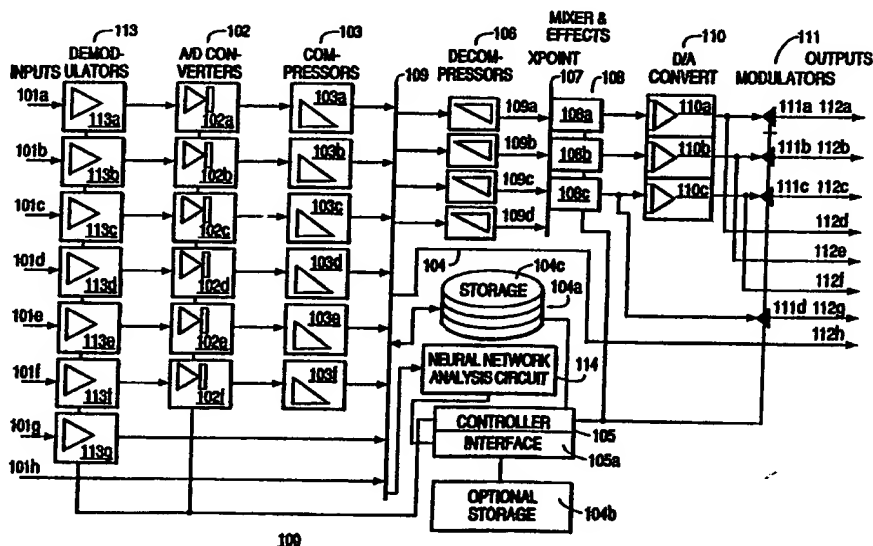 113
102
103
106
MIXER & EFFECTS
110
111
OUTPUTS
INPUTS
DEMOD-
ULATORS
A/D CON-
VERTERS
COM-
PRESSORS
DECOM-
PRESSORS
XPOINT
D/A
CONVERT
MODULATORS
109
107
108
101a
113a
102a
103a
109a
108a
110a
111a 112a
101b
113b
102b
103b
109b
108b
110b
111b 112b
101c
113c
102c
103c
109c
108c
110c
111c 112c
109d
112d
101d
113d
102d
103d
104
104c
STORAGE
104a
112e
112f
111d 112g
112h
101e
113e
102e
103e
NEURAL NETWORK
ANALYSIS CIRCUIT
114
101f
113f
102f
103f
101g
113g
CONTROLLER
105
INTERFACE
105a
101h
OPTIONAL
STORAGE
104b
109